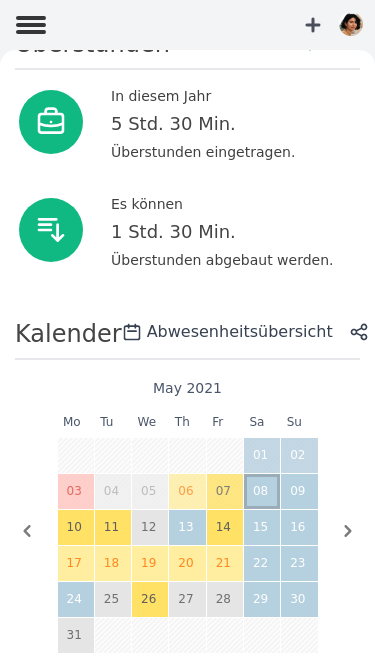 Überstunden
In diesem Jahr
5 Std. 30 Min.
Überstunden eingetragen.
Es können
1 Std. 30 Min.
Überstunden abgebaut werden.
Kalender Abwesenheitsübersicht
May 2021
Mo Tu We Th Fr Sa Su
01 02
03 04 05 06 07 08 09
10 11 12 13 14 15 16
17 18 19 20 21 22 23
24 25 26 27 28 29 30
31